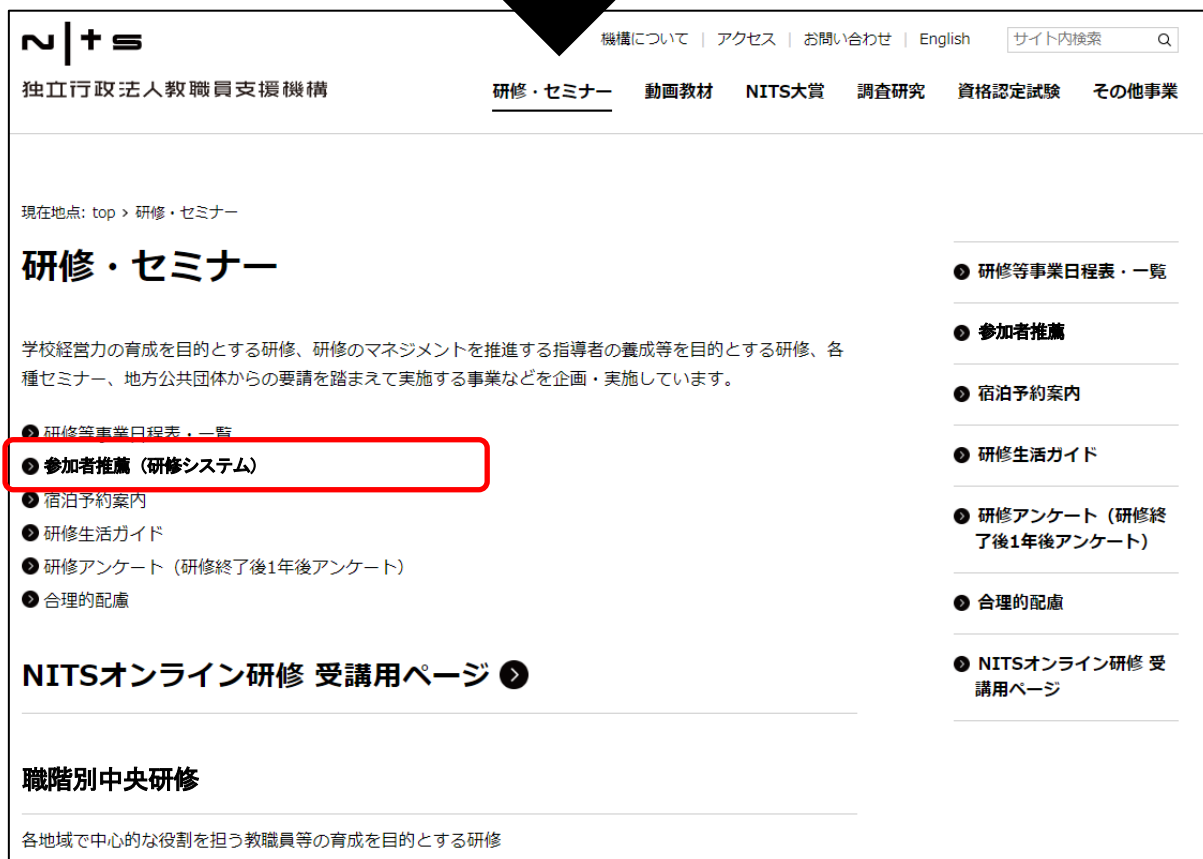 NITS
機構について | アクセス | お問い合わせ | English
サイト内検索
独立行政法人教職員支援機構
研修・セミナー 動画教材 NITS大賞 調査研究 資格認定試験 その他事業
現在地点: top > 研修・セミナー
研修・セミナー
学校経営力の育成を目的とする研修、研修のマネジメントを推進する指導者の養成等を目的とする研修、各
種セミナー、地方公共団体からの要請を踏まえて実施する事業などを企画・実施しています。
研修等事業日程表・一覧
参加者推薦（研修システム）
宿泊予約案内
研修生活ガイド
研修アンケート（研修終了後1年後アンケート）
合理的配慮
NITSオンライン研修 受講用ページ
職階別中央研修
各地域で中心的な役割を担う教職員等の育成を目的とする研修
研修等事業日程表・一覧
参加者推薦
宿泊予約案内
研修生活ガイド
研修アンケート（研修終
了後1年後アンケート）
合理的配慮
NITSオンライン研修 受
講用ページ